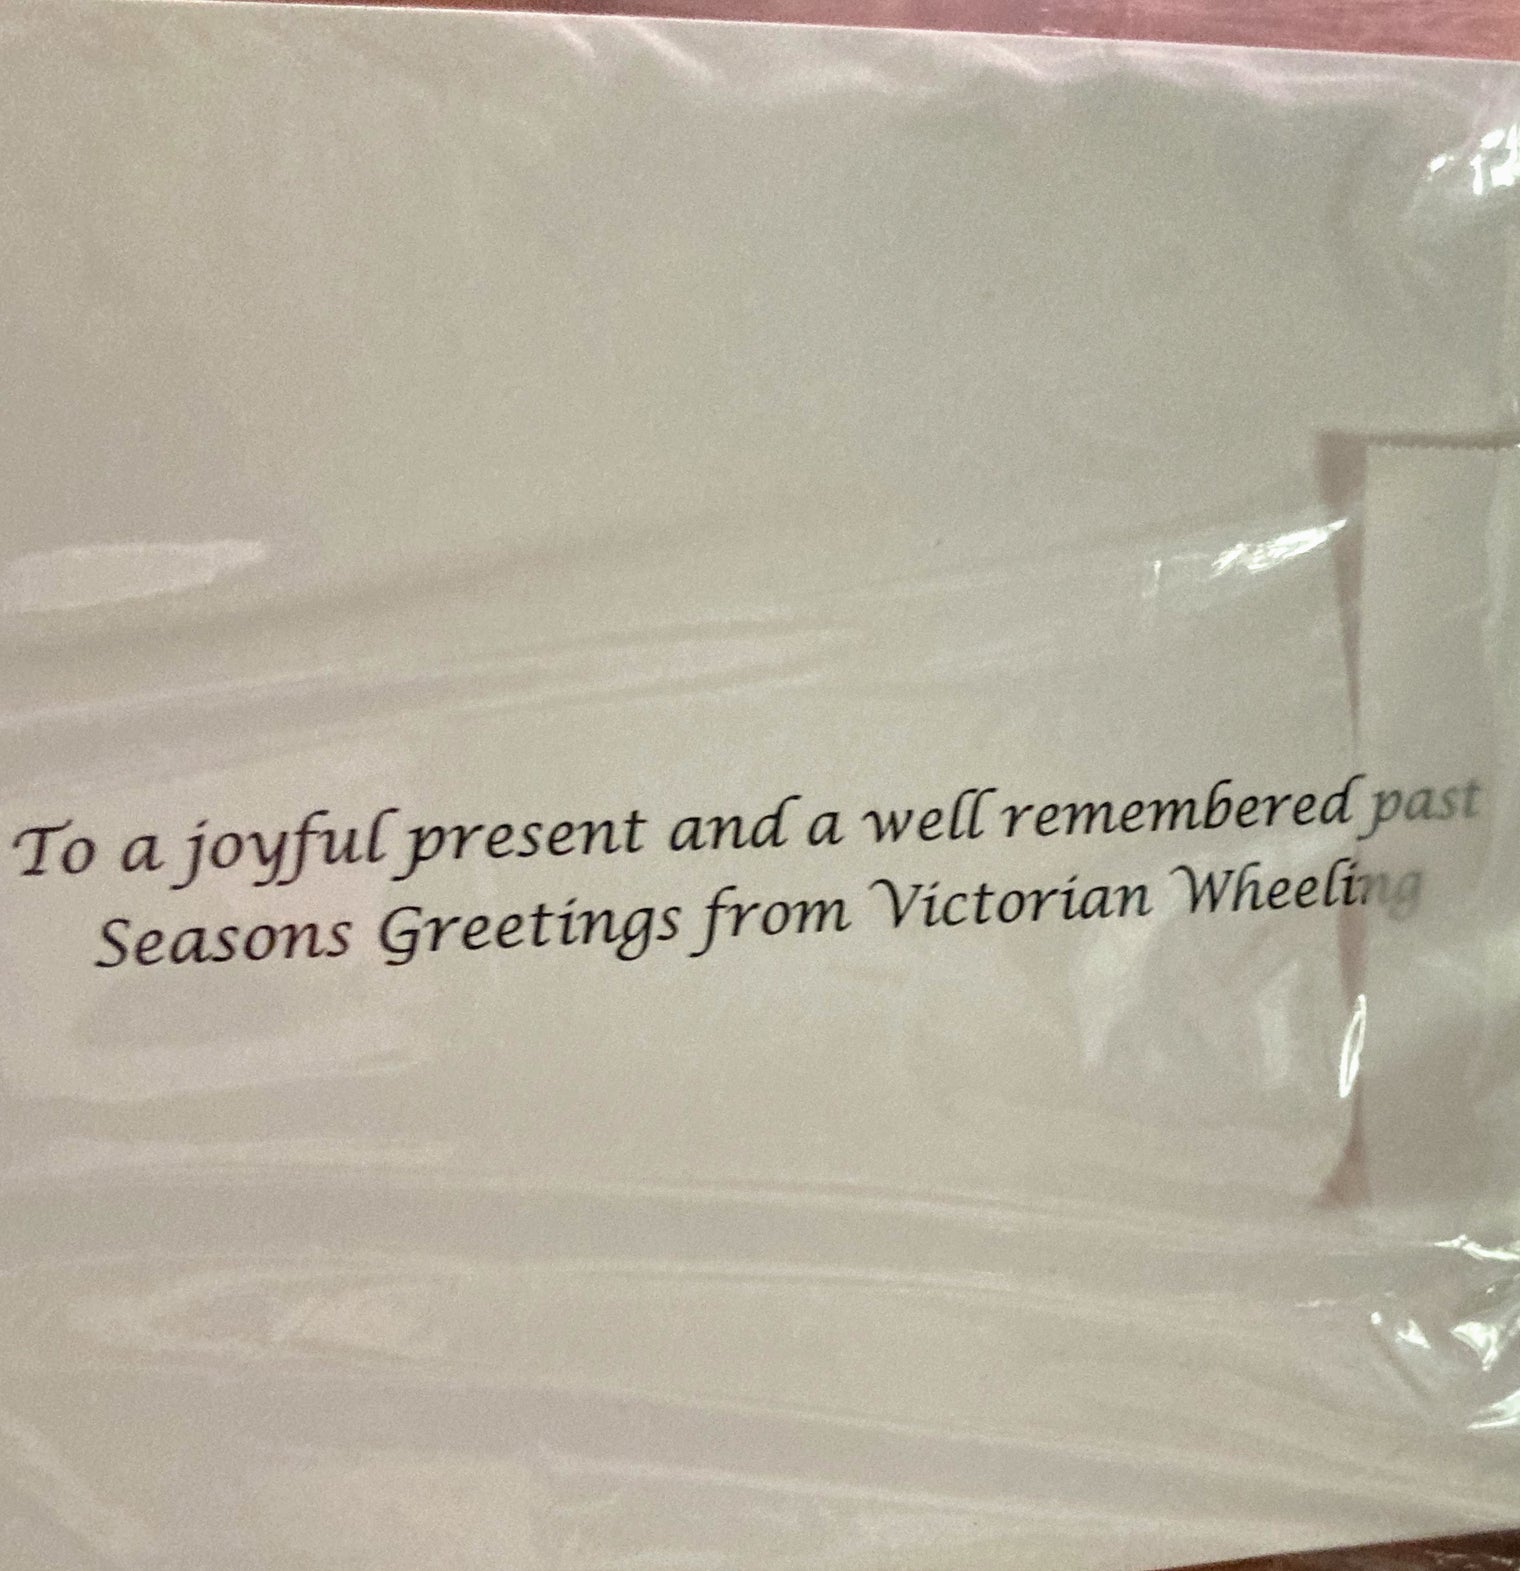 To a joyful present and a well remembered past
Seasons Greetings from Victorian Wheeling